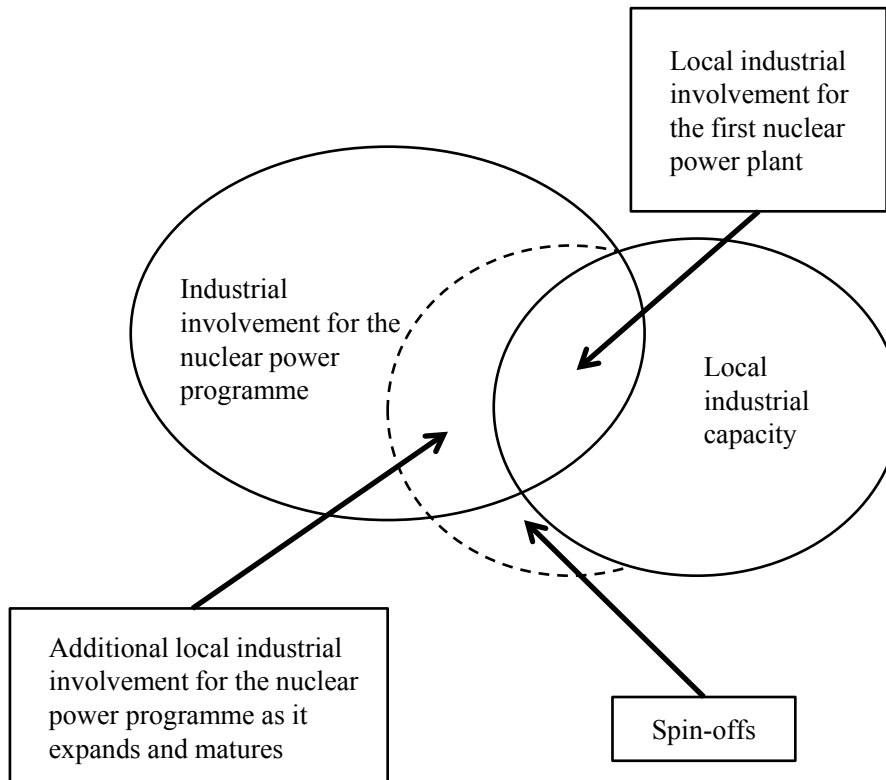 Local industrial
involvement for
the first nuclear
power plant
Industrial
involvement for the
nuclear power
programme
Local
industrial
capacity
Additional local industrial
involvement for the nuclear
power programme as it
expands and matures
Spin-offs